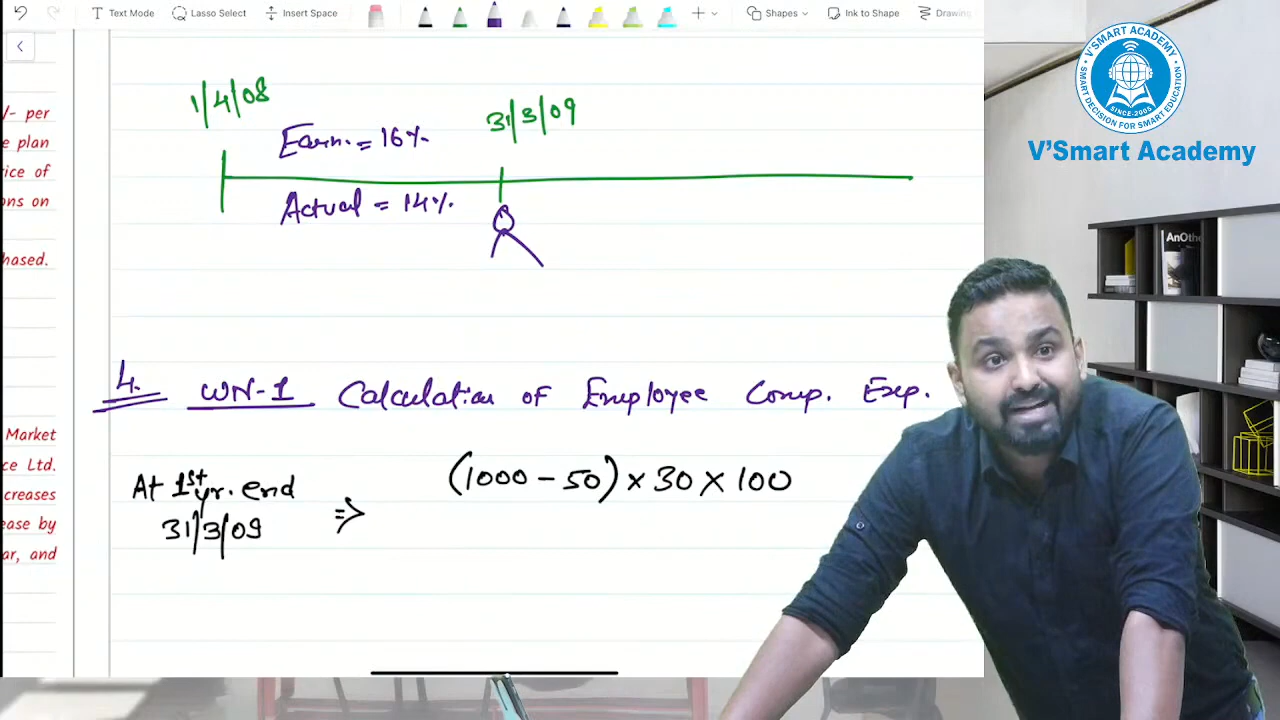 Text Mode Lasso Select Insert Space Shapes Ink to Shape Drawing
/- per
e plan
ice of
ons on
hased.
Market
ce Ltd.
creases
ease by
ar, and
1/4/08
31/3/09
Earn. = 16%
Actual = 14%
4. WN-1 Calculation of Employee Comp. Exp.
At 1st yr. end
31/3/09
⇒ (1000 - 50) × 30 × 100
V'SMART ACADEMY
SINCE-2005
SMART DECISION FOR SMART EDUCATION
V'Smart Academy
AnOthe